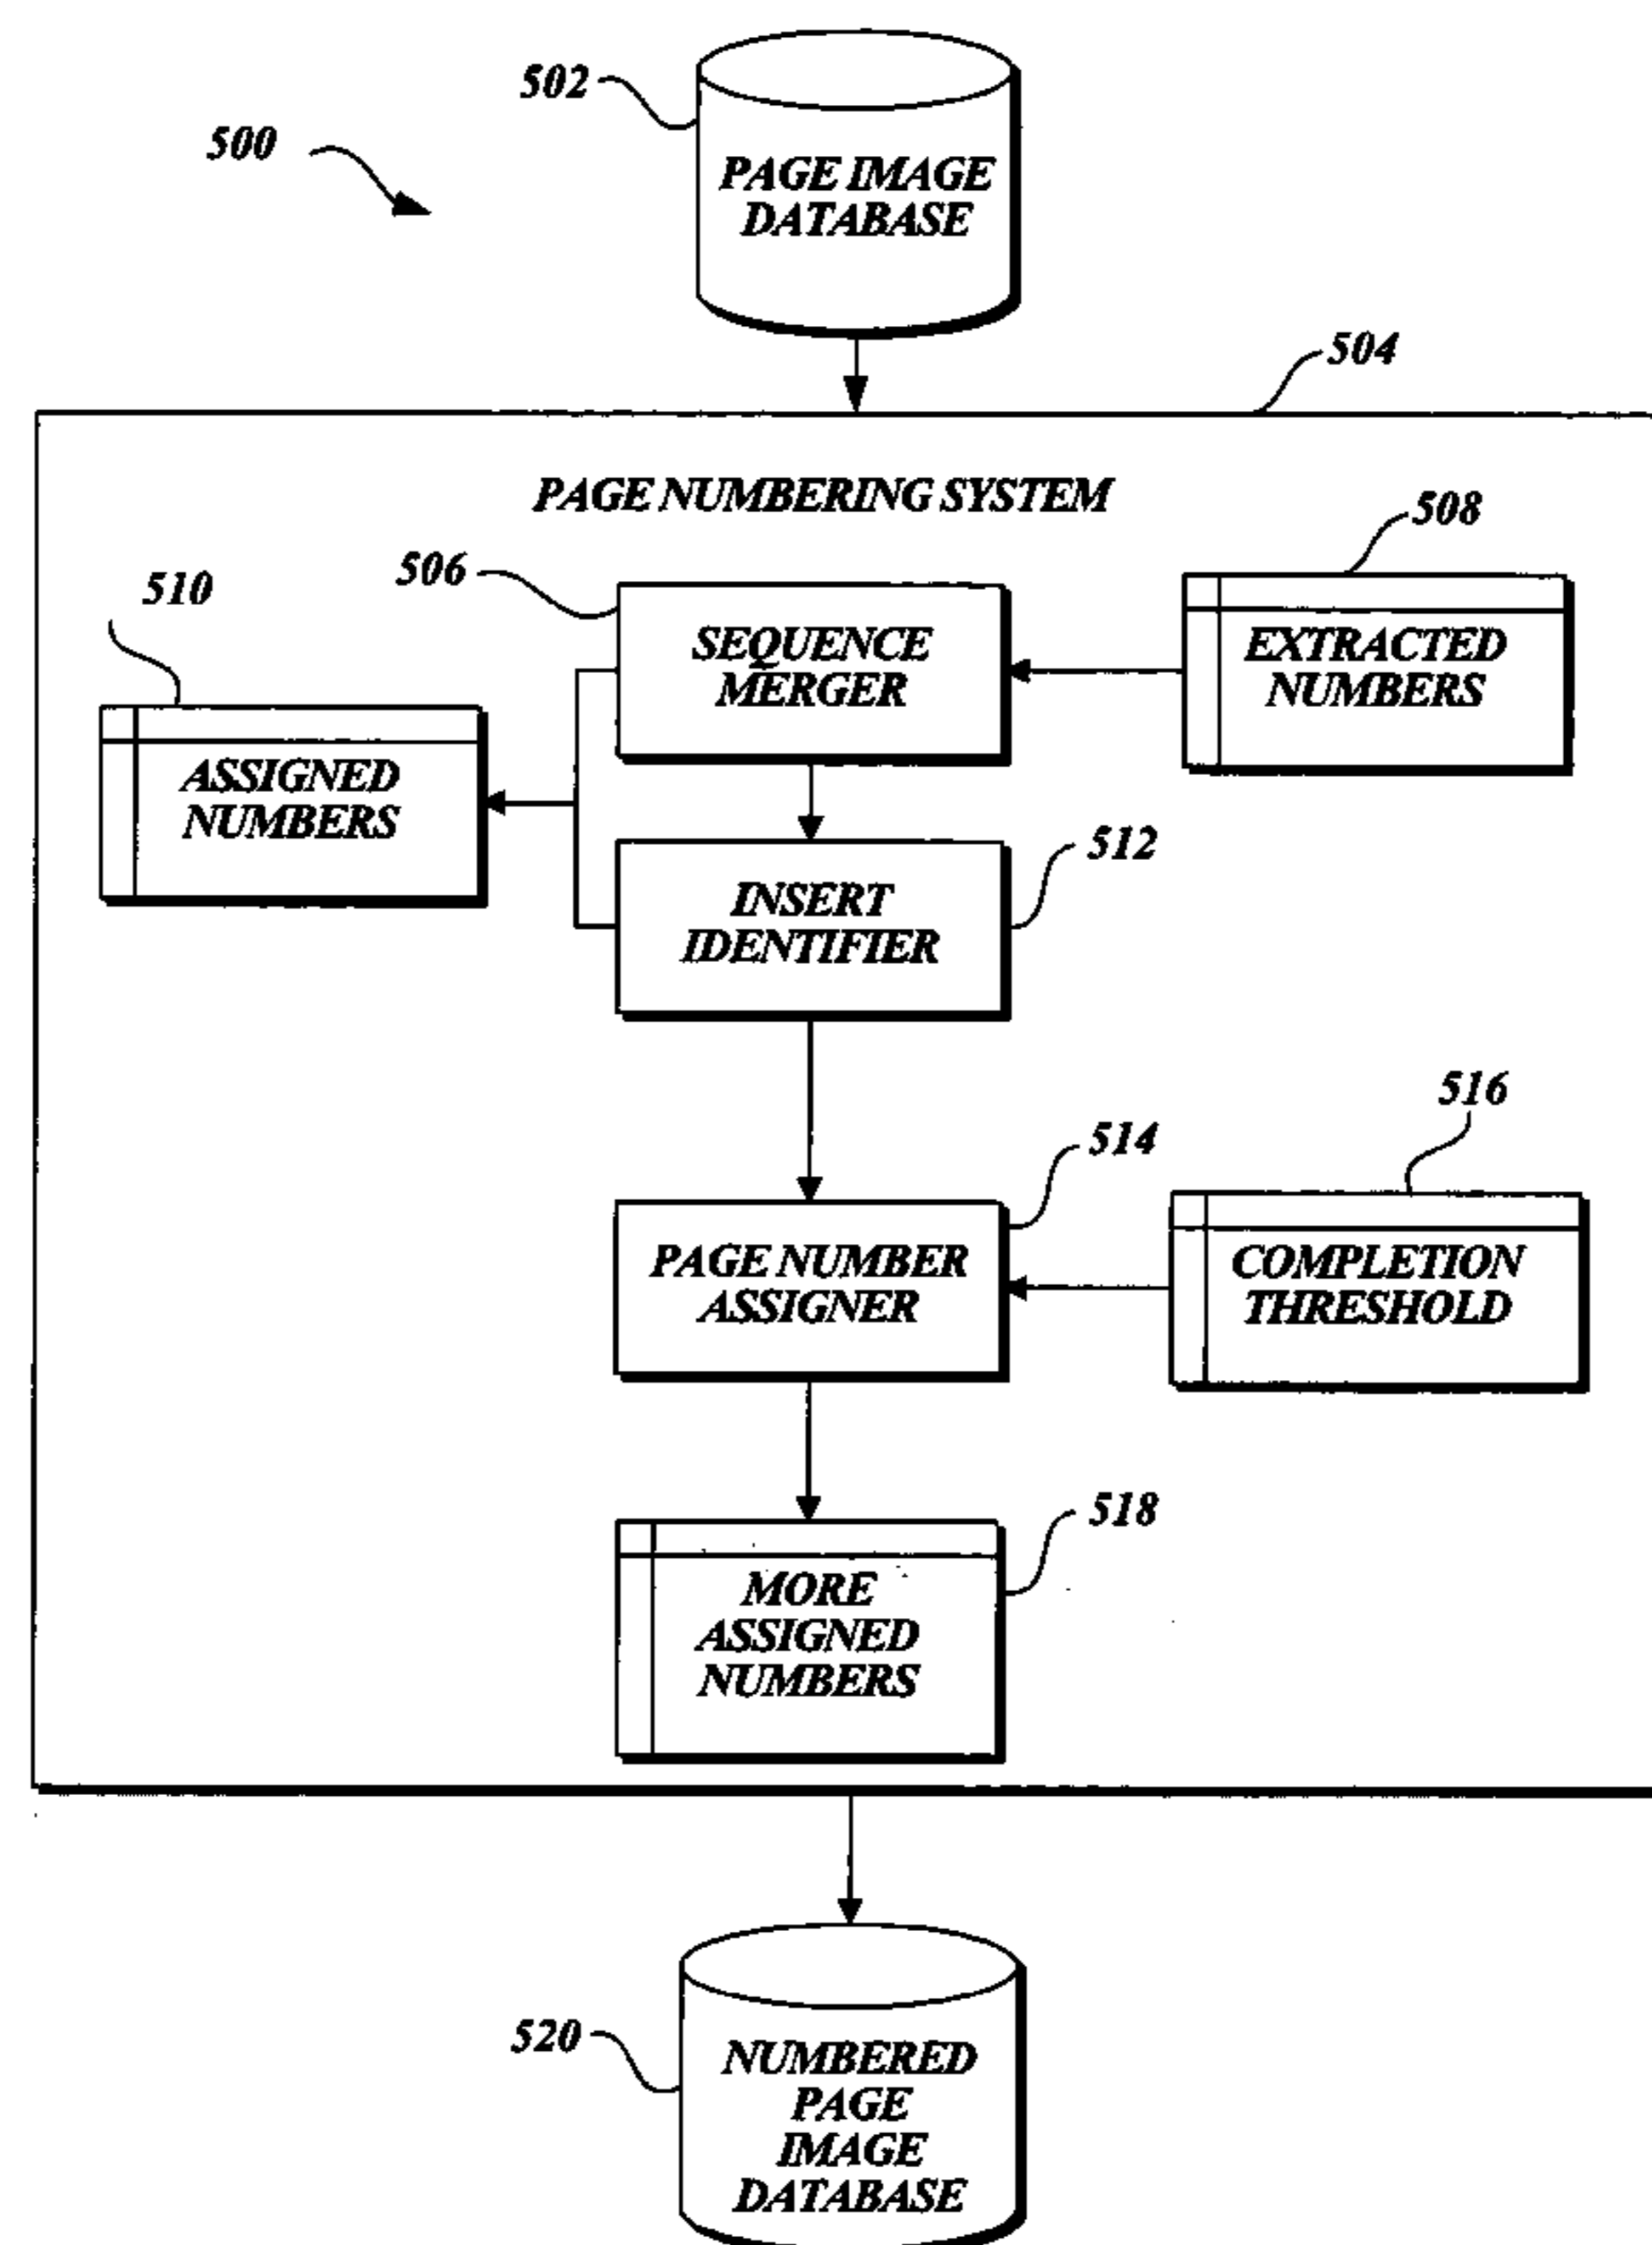 502
500
PAGE IMAGE
DATABASE
504
PAGE NUMBERING SYSTEM
508
506
510
SEQUENCE
MERGER
EXTRACTED
NUMBERS
ASSIGNED
NUMBERS
512
INSERT
IDENTIFIER
516
514
PAGE NUMBER
ASSIGNER
COMPLETION
THRESHOLD
518
MORE
ASSIGNED
NUMBERS
520
NUMBERED
PAGE
IMAGE
DATABASE